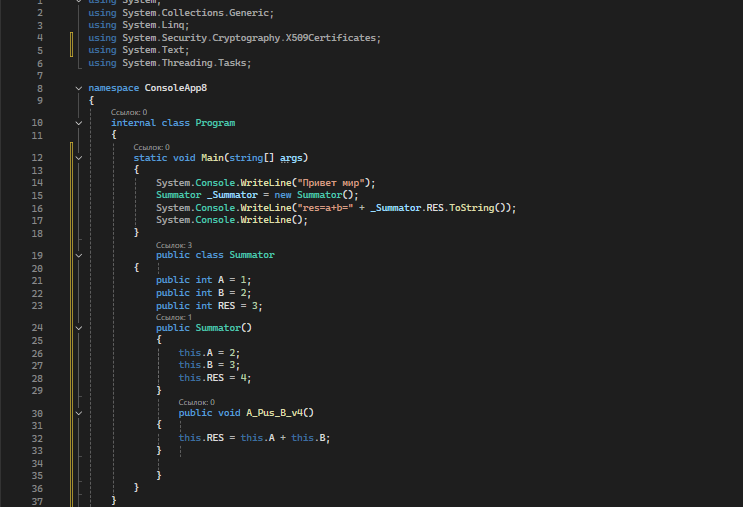 1 using System;
2 using System.Collections.Generic;
3 using System.Linq;
4 using System.Security.Cryptography.X509Certificates;
5 using System.Text;
6 using System.Threading.Tasks;
7
8 namespace ConsoleApp8
9 {
Ссылок: 0
10 internal class Program
11 {
Ссылок: 0
12 static void Main(string[] args)
13 {
14 System.Console.WriteLine("Привет мир");
15 Summator _Summator = new Summator();
16 System.Console.WriteLine("res=a+b=" + _Summator.RES.ToString());
17 System.Console.WriteLine();
18 }
Ссылок: 3
19 public class Summator
20 {
21 public int A = 1;
22 public int B = 2;
23 public int RES = 3;
Ссылок: 1
24 public Summator()
25 {
26 this.A = 2;
27 this.B = 3;
28 this.RES = 4;
29 }
Ссылок: 0
30 public void A_Pus_B_v4()
31 {
32 this.RES = this.A + this.B;
33 }
34
35 }
36 }
37 }